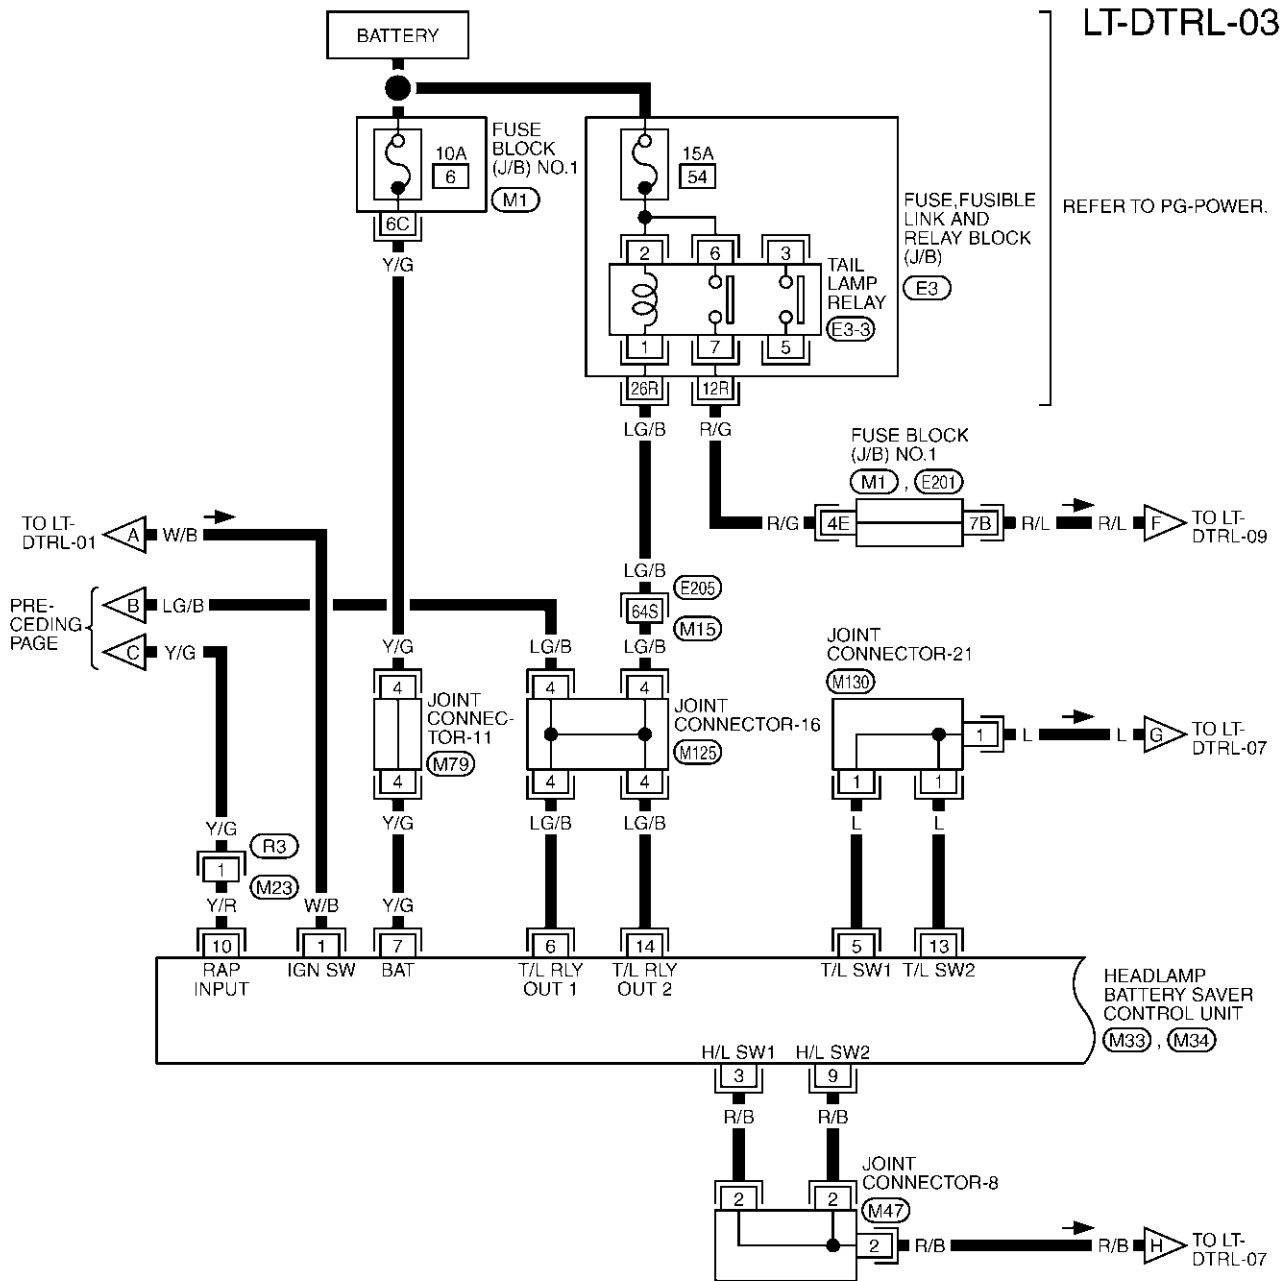 LT-DTRL-03
BATTERY
FUSE
BLOCK
(J/B) NO.1
M1
10A
6
6C
Y/G
15A
54
FUSE,FUSIBLE
LINK AND
RELAY BLOCK
(J/B)
E3
REFER TO PG-POWER.
2
6
3
TAIL
LAMP
RELAY
E3-3
1
7
5
26R
12R
LG/B
R/G
FUSE BLOCK
(J/B) NO.1
M1 , E201
R/G
4E
7B
R/L
R/L
F
TO LT-
DTRL-09
TO LT-
DTRL-01
A
W/B
PRE-
CEDING
PAGE
B
LG/B
C
Y/G
LG/B
E205
64S
M15
Y/G
LG/B
LG/B
4
JOINT
CONNEC-
TOR-11
M79
4
4
4
JOINT
CONNECTOR-16
M125
4
4
JOINT
CONNECTOR-21
M130
1
L
L
G
TO LT-
DTRL-07
1
1
Y/G
LG/B
LG/B
L
L
Y/G
R3
1
M23
Y/R
W/B
Y/G
10
1
7
6
14
5
13
RAP
INPUT
IGN SW
BAT
T/L RLY
OUT 1
T/L RLY
OUT 2
T/L SW1
T/L SW2
HEADLAMP
BATTERY SAVER
CONTROL UNIT
M33 , M34
H/L SW1
H/L SW2
3
9
R/B
R/B
JOINT
CONNECTOR-8
M47
2
2
2
R/B
R/B
H
TO LT-
DTRL-07